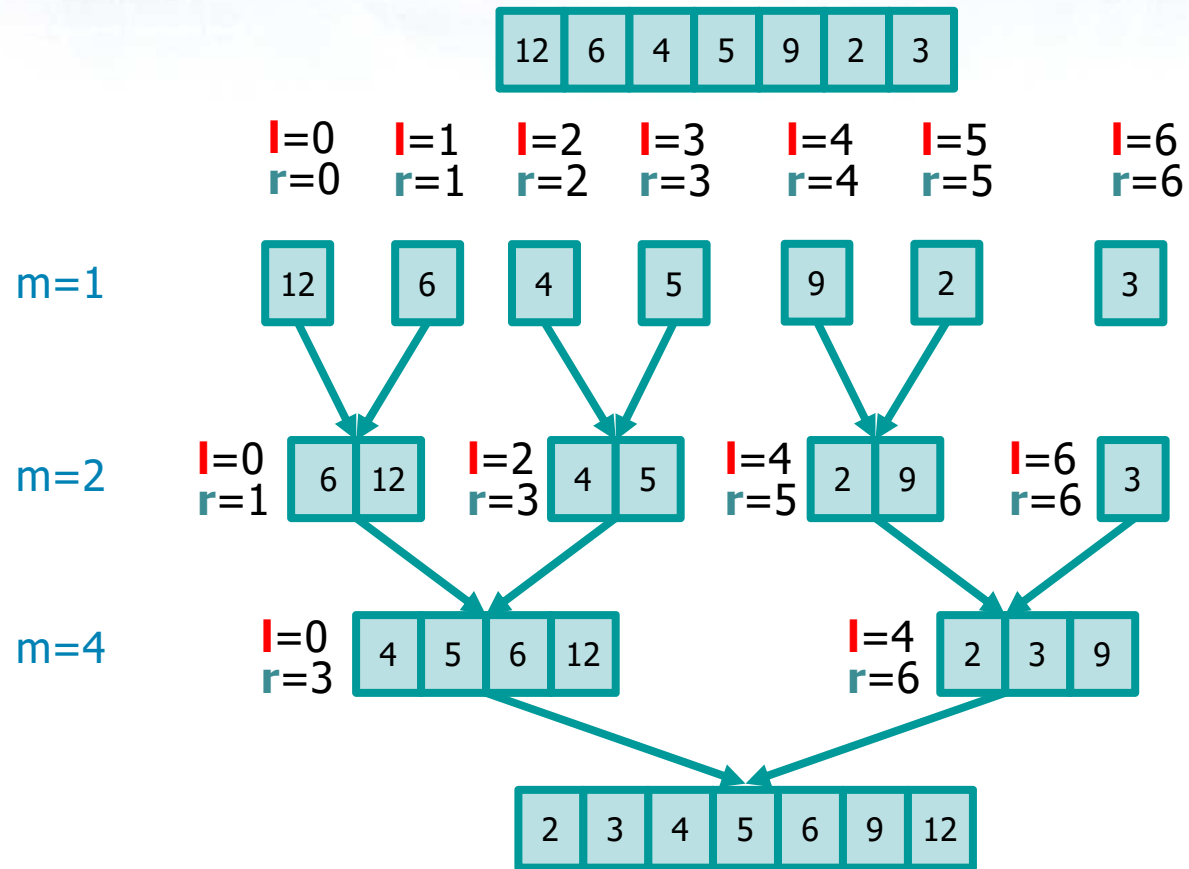 12 6 4 5 9 2 3
l=0 l=1 l=2 l=3 l=4 l=5 l=6
r=0 r=1 r=2 r=3 r=4 r=5 r=6
m=1 12 6 4 5 9 2 3
l=0 l=2 l=4 l=6
m=2 6 12 4 5 2 9 3
r=1 r=3 r=5 r=6
l=0 l=4
m=4 4 5 6 12 2 3 9
r=3 r=6
2 3 4 5 6 9 12